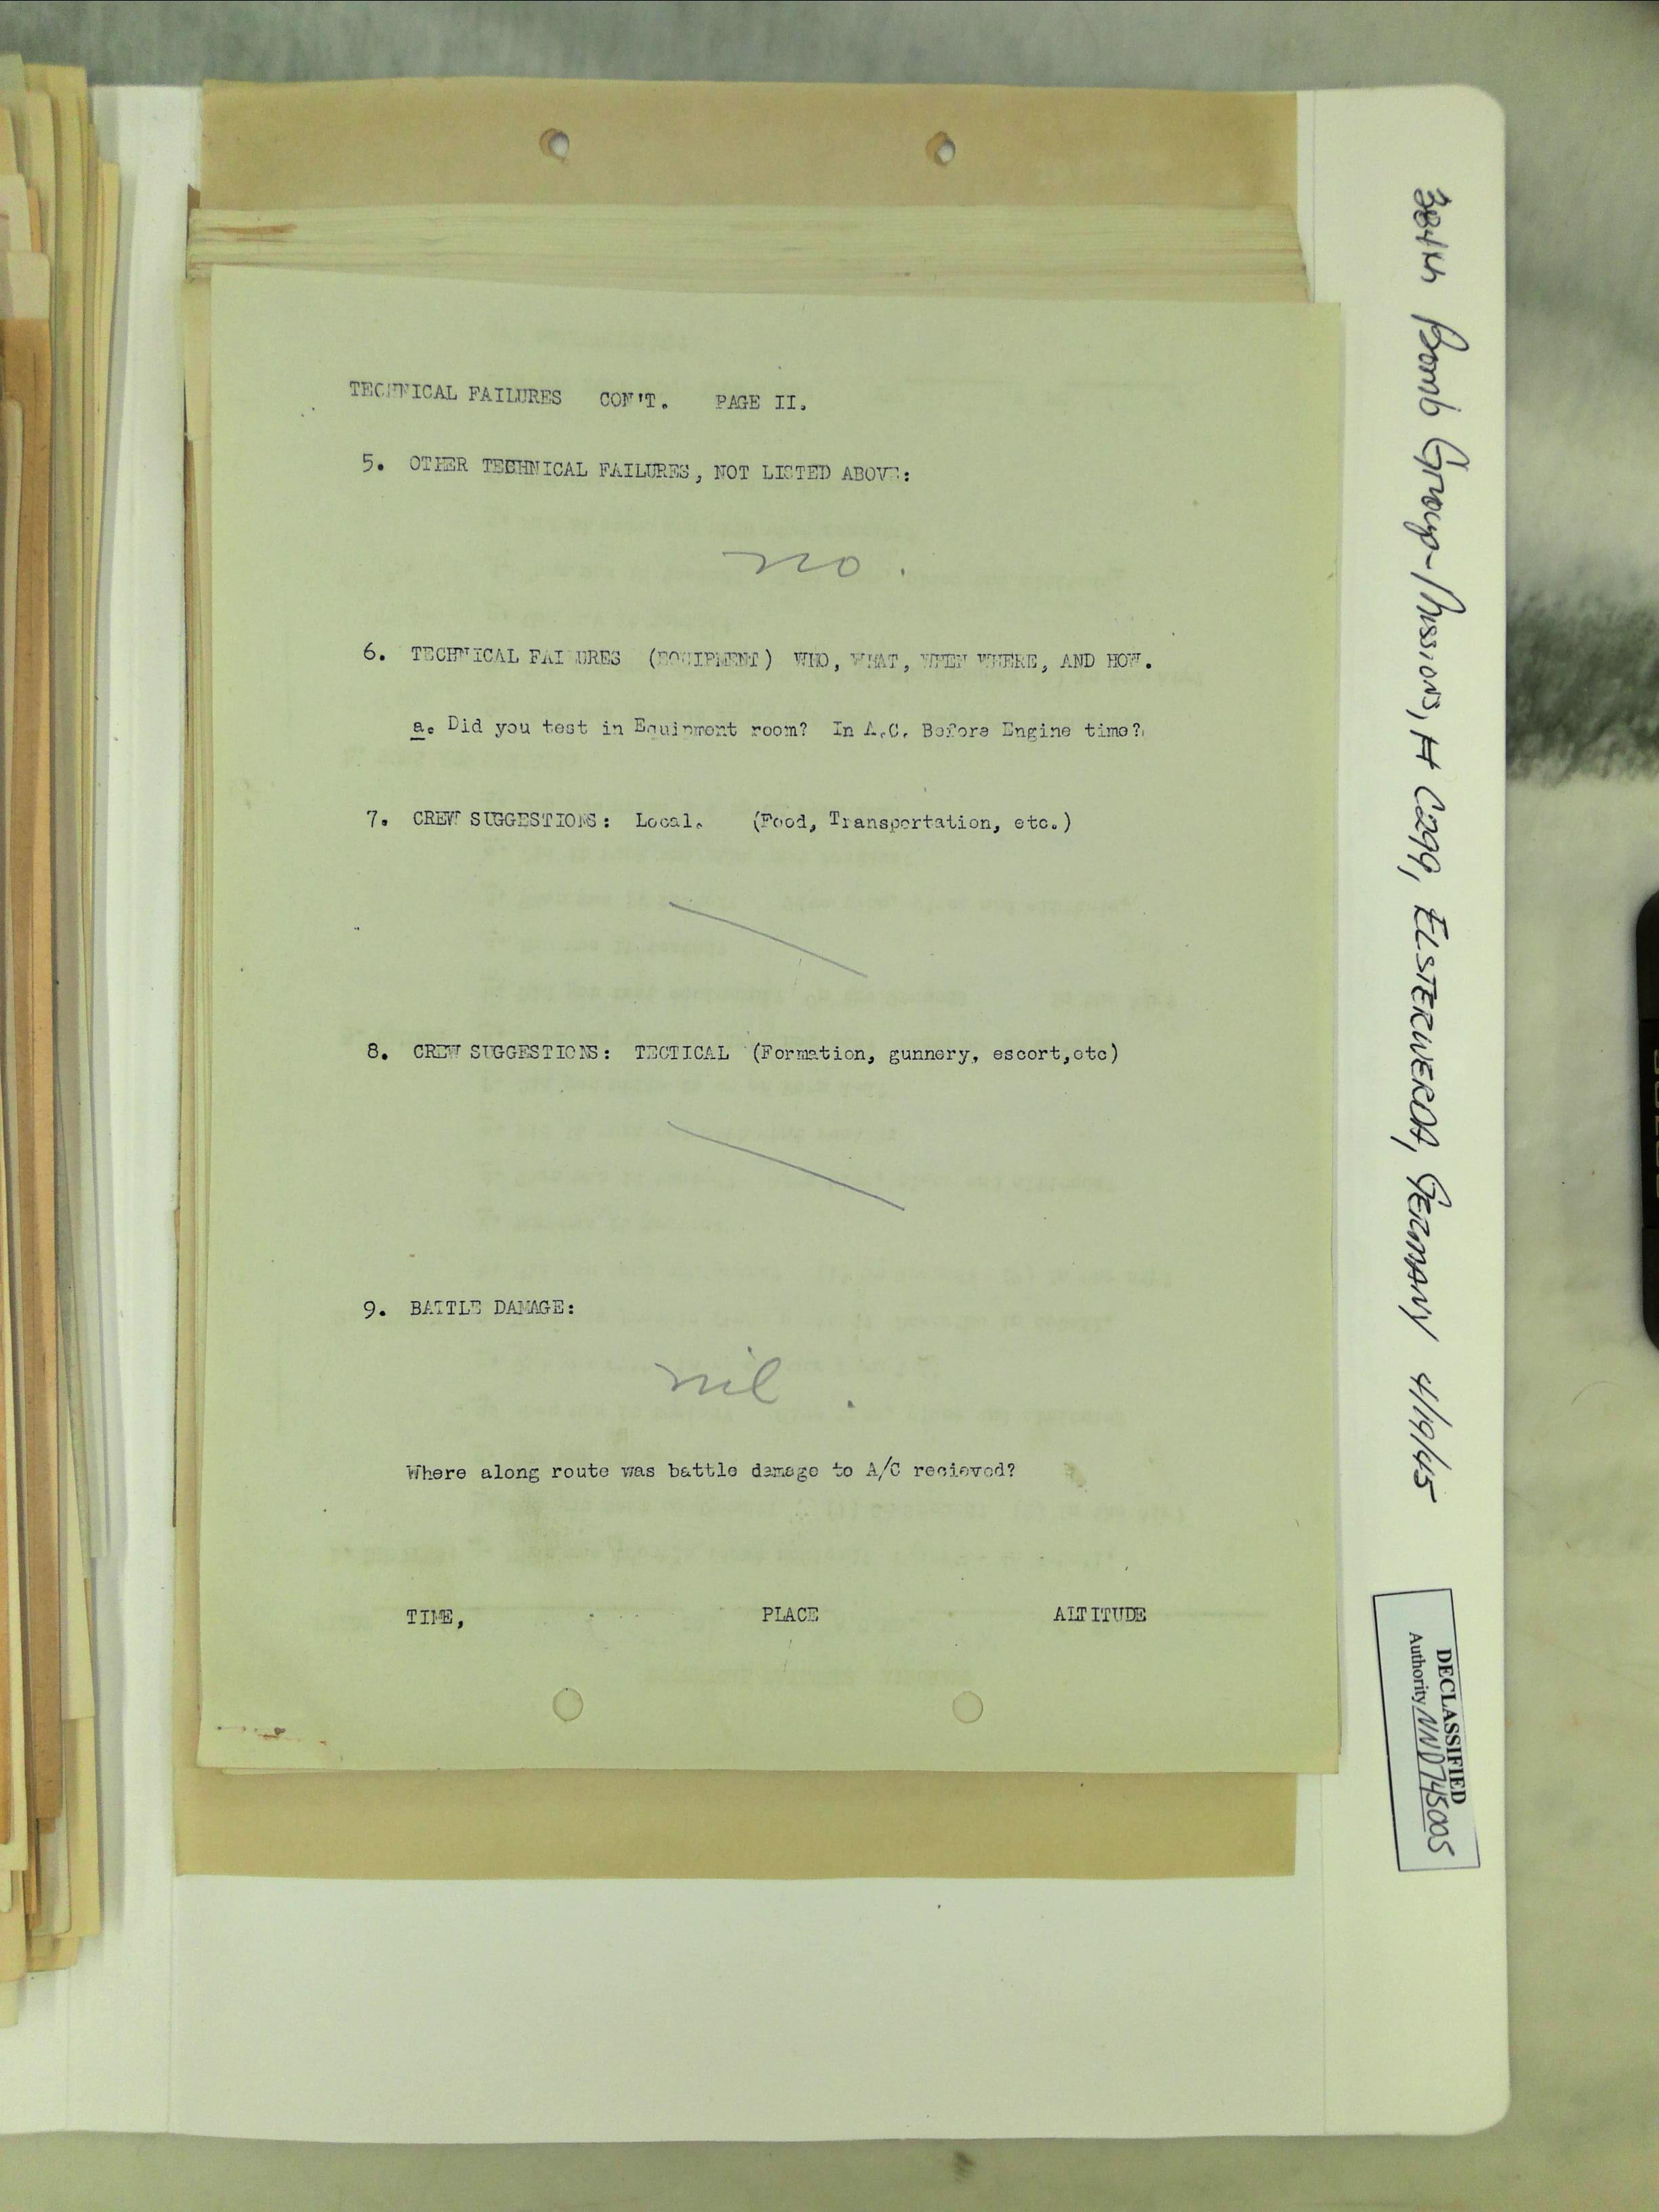 TECHNICAL FAILURES CON'T. PAGE II.
5. OTHER TECHNICAL FAILURES, NOT LISTED ABOVE:
no.
6. TECHNICAL FAILURES (EQUIPMENT) WHO, WHAT, WHEN WHERE, AND HOW.
a. Did you test in Equipment room? In A.C. Before Engine time?
7. CREW SUGGESTIONS: Local. (Food, Transportation, etc.)
8. CREW SUGGESTIONS: TECTICAL (Formation, gunnery, escort,etc)
9. BATTLE DAMAGE:
nil.
Where along route was battle damage to A/C recieved?
TIME, PLACE ALTITUDE
384th Bomb Group-Mission, # C299, ELSTERWERDA, GERMANY 4/19/45
DECLASSIFIED
Authority NND745005